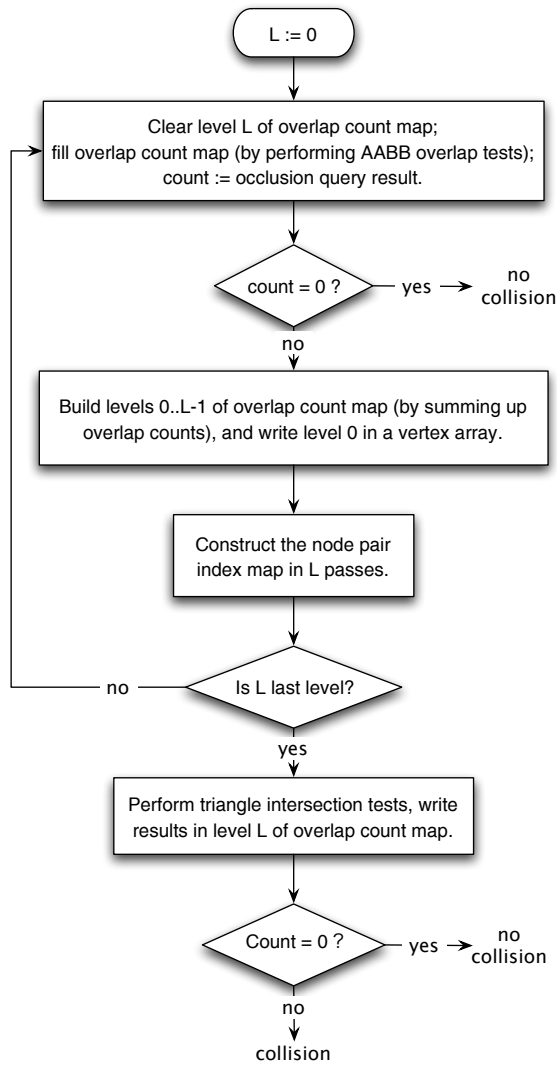 L := 0
Clear level L of overlap count map;
fill overlap count map (by performing AABB overlap tests);
count := occlusion query result.
count = 0 ?
yes
no
collision
no
Build levels 0..L-1 of overlap count map (by summing up
overlap counts), and write level 0 in a vertex array.
Construct the node pair
index map in L passes.
Is L last level?
no
yes
Perform triangle intersection tests, write
results in level L of overlap count map.
Count = 0 ?
yes
no
collision
no
collision